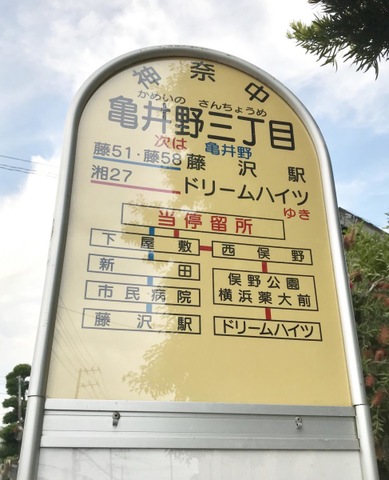 神奈中
かめいの さんちょうめ
亀井野三丁目
次は 亀井野
藤51・藤58 藤沢駅
湘27 ドリームハイツ
ゆき
当停留所
下屋敷 西俣野
新田 俣野公園
横浜薬大前
市民病院
藤沢駅 ドリームハイツ